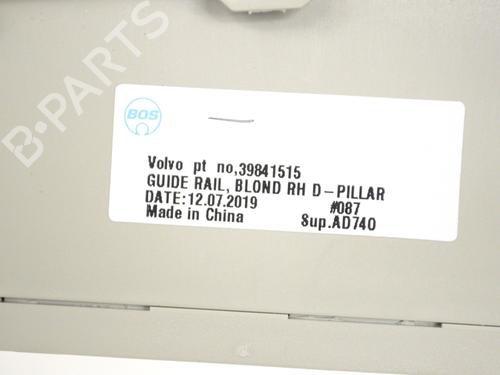 B-PARTS
BOS
Volvo pt no,39841515
GUIDE RAIL, BLOND RH D-PILLAR
DATE:12.07.2019 #087
Made in China Sup.AD740